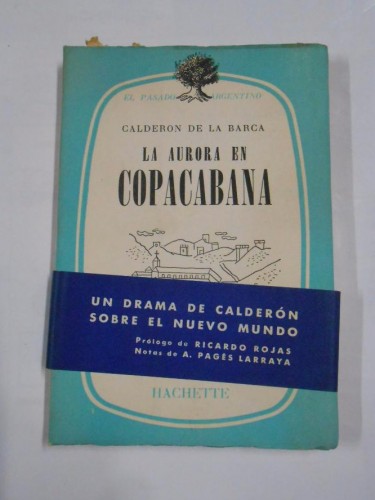 EL PASADO ARGENTINO
CALDERON DE LA BARCA
LA AURORA EN
COPACABANA
UN DRAMA DE CALDERÓN
SOBRE EL NUEVO MUNDO
Prólogo de RICARDO ROJAS
Notas de A. PAGÉS LARRAYA
HACHETTE